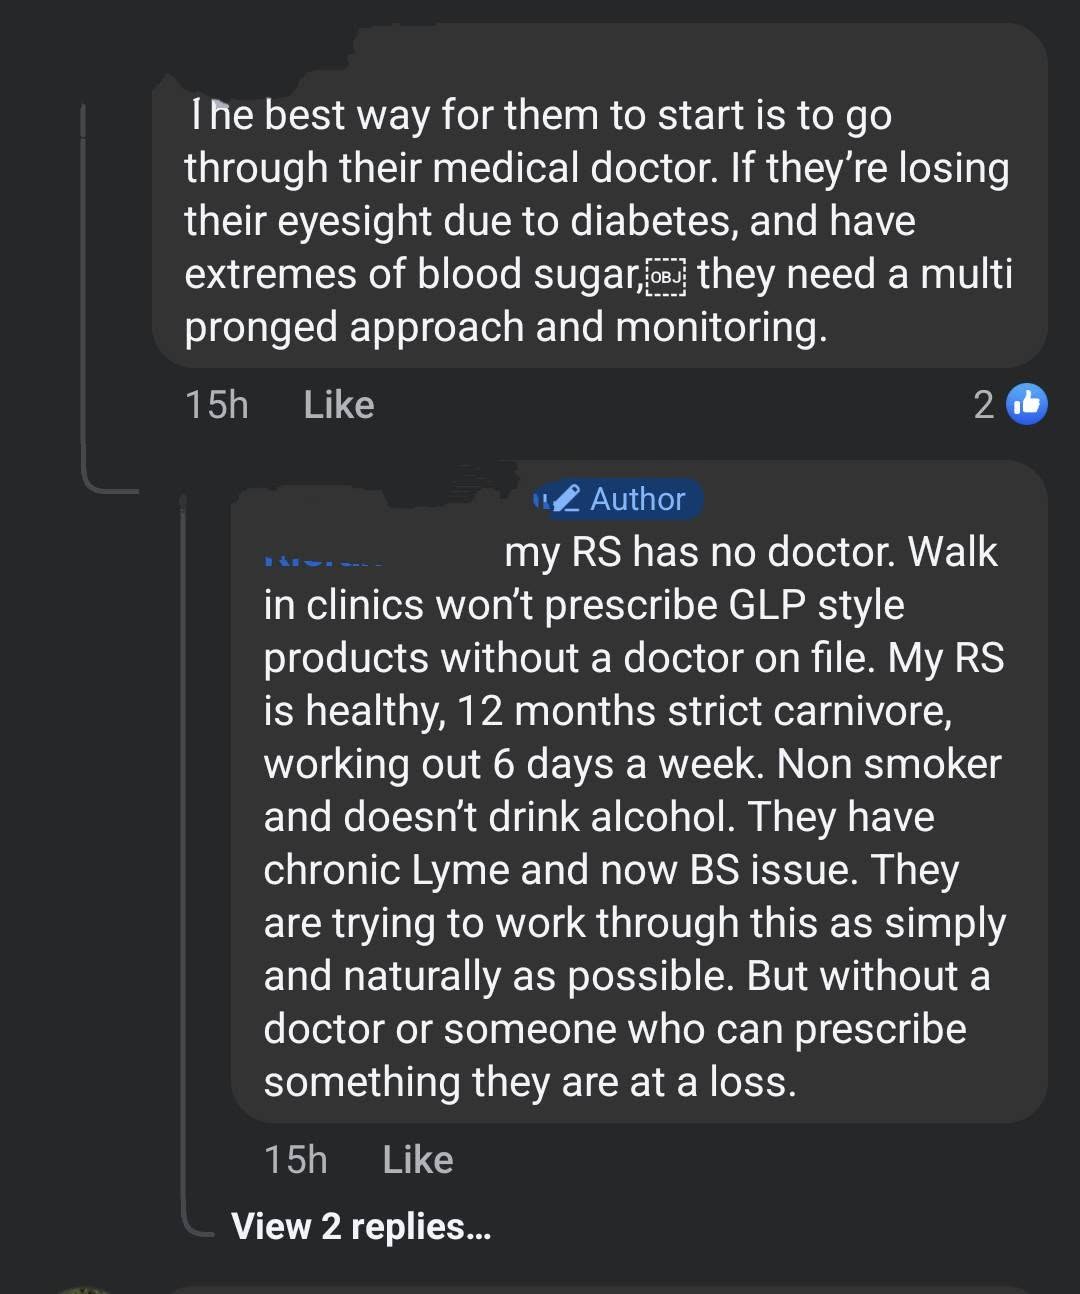 The best way for them to start is to go
through their medical doctor. If they’re losing
their eyesight due to diabetes, and have
extremes of blood sugar,￼ they need a multi
pronged approach and monitoring.
15h Like 2
Author
my RS has no doctor. Walk
in clinics won’t prescribe GLP style
products without a doctor on file. My RS
is healthy, 12 months strict carnivore,
working out 6 days a week. Non smoker
and doesn’t drink alcohol. They have
chronic Lyme and now BS issue. They
are trying to work through this as simply
and naturally as possible. But without a
doctor or someone who can prescribe
something they are at a loss.
15h Like
View 2 replies...